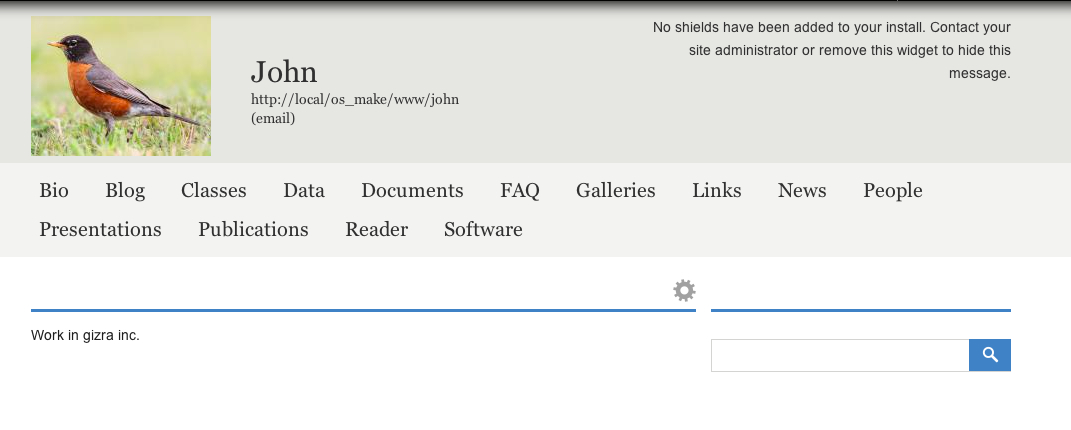 No shields have been added to your install. Contact your
site administrator or remove this widget to hide this
message.
John
http://local/os_make/www/john
(email)
Bio Blog Classes Data Documents FAQ Galleries Links News People
Presentations Publications Reader Software
Work in gizra inc.